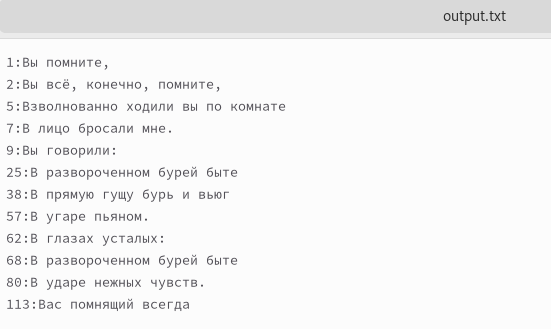 output.txt
1:Вы помните,
2:Вы всё, конечно, помните,
5:Взволнованно ходили вы по комнате
7:В лицо бросали мне.
9:Вы говорили:
25:В развороченном бурей быте
38:В прямую гущу бурь и вьюг
57:В угаре пьяном.
62:В глазах усталых:
68:В развороченном бурей быте
80:В ударе нежных чувств.
113:Вас помнящий всегда